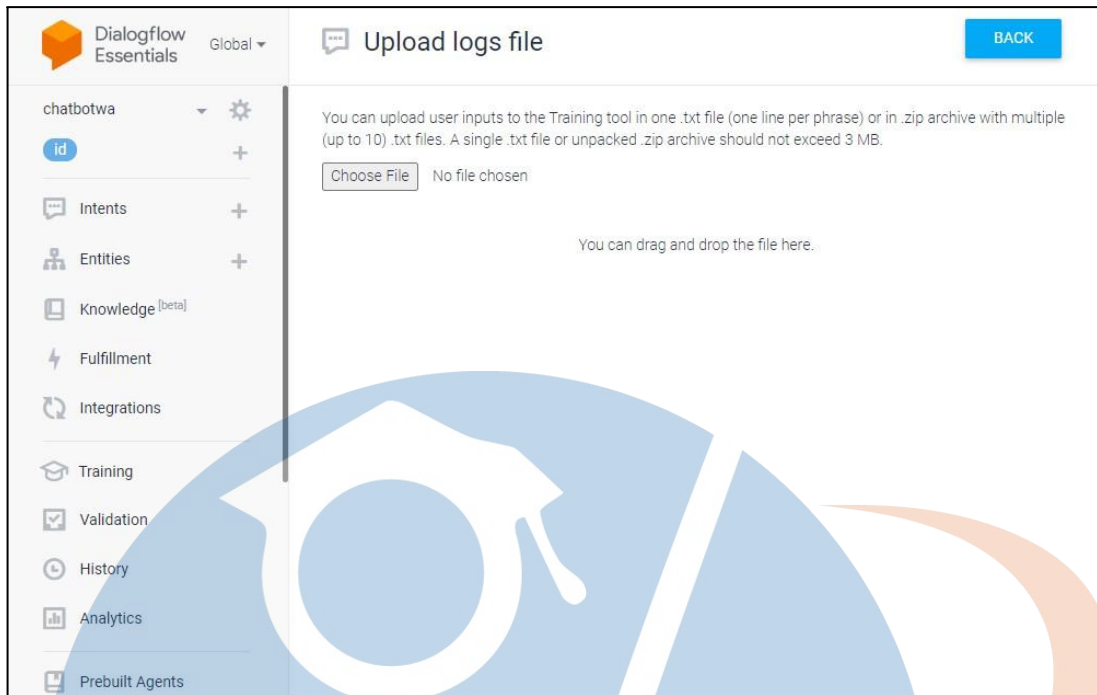 Dialogflow
Essentials
Global
Upload logs file
BACK
chatbotwa
id
You can upload user inputs to the Training tool in one .txt file (one line per phrase) or in .zip archive with multiple
(up to 10) .txt files. A single .txt file or unpacked .zip archive should not exceed 3 MB.
Choose File No file chosen
You can drag and drop the file here.
Intents
Entities
Knowledge [beta]
Fulfillment
Integrations
Training
Validation
History
Analytics
Prebuilt Agents